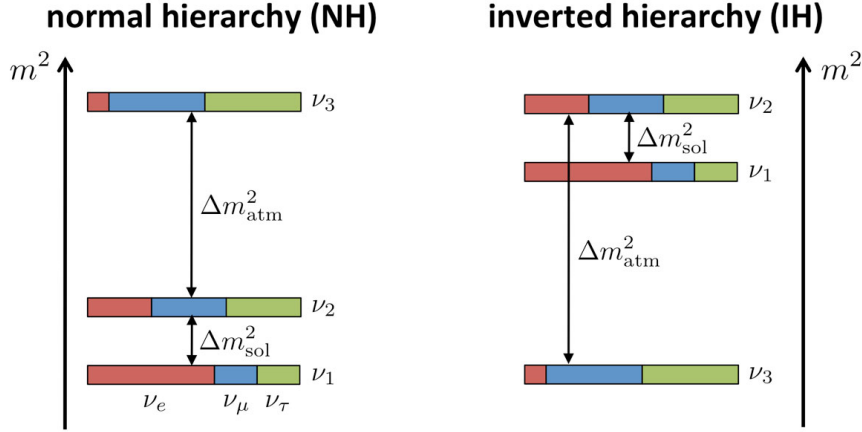 normal hierarchy (NH)
m²
ν₃
Δm²atm
ν₂
Δm²sol
ν₁
νe νμ ντ
inverted hierarchy (IH)
m²
ν₂
Δm²sol
ν₁
Δm²atm
ν₃